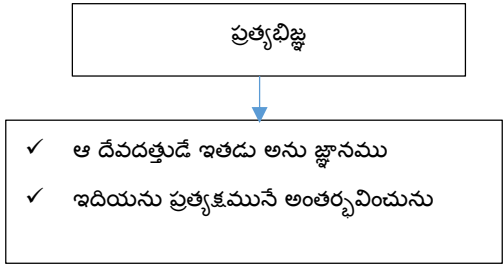 ప్రత్యభిజ్ఞ
✓ ఆ దేవదత్తుడే ఇతడు అను జ్ఞానము
✓ ఇదియను ప్రత్యక్షమునే అంతర్భవించును